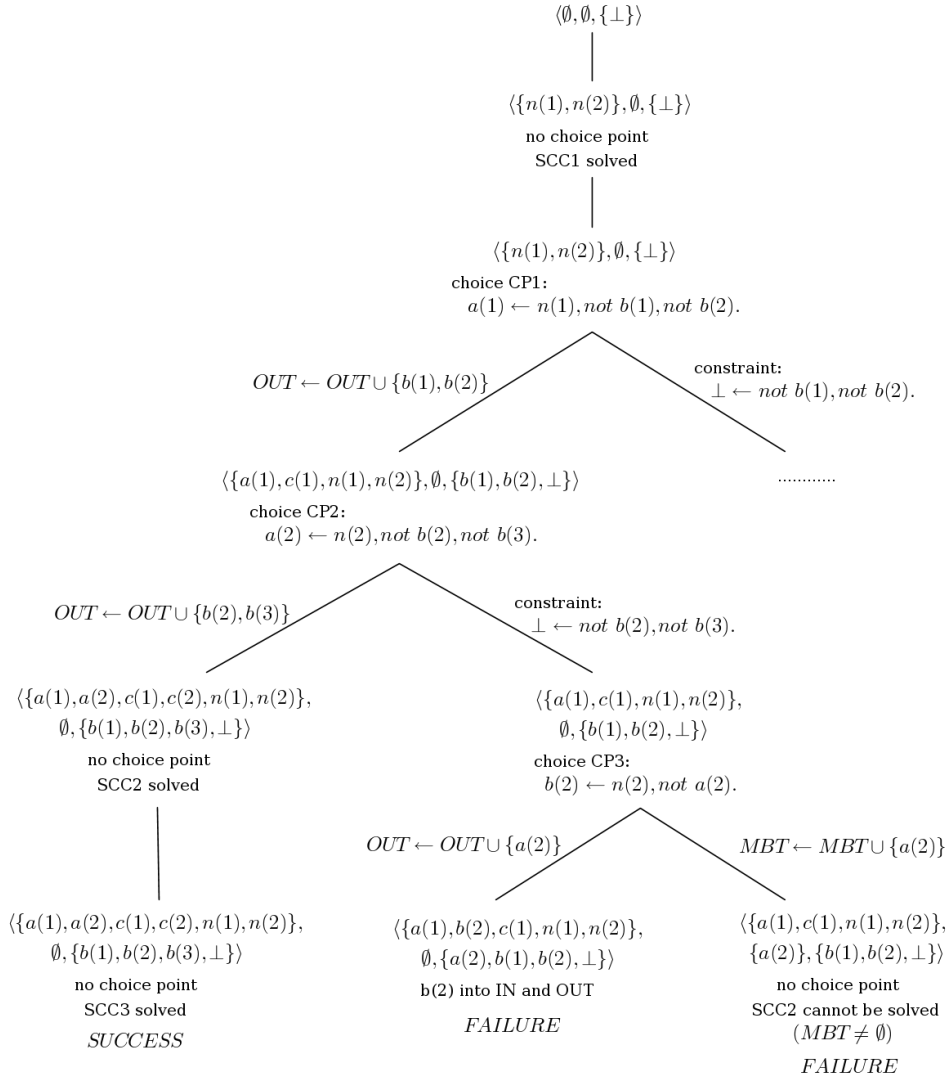 ⟨∅, ∅, {⊥}⟩
⟨{n(1), n(2)}, ∅, {⊥}⟩
no choice point
SCC1 solved
⟨{n(1), n(2)}, ∅, {⊥}⟩
choice CP1:
a(1) ← n(1), not b(1), not b(2).
OUT ← OUT ∪ {b(1), b(2)}
constraint:
⊥ ← not b(1), not b(2).
⟨{a(1), c(1), n(1), n(2)}, ∅, {b(1), b(2), ⊥}⟩
............
choice CP2:
a(2) ← n(2), not b(2), not b(3).
OUT ← OUT ∪ {b(2), b(3)}
constraint:
⊥ ← not b(2), not b(3).
⟨{a(1), a(2), c(1), c(2), n(1), n(2)},
∅, {b(1), b(2), b(3), ⊥}⟩
no choice point
SCC2 solved
⟨{a(1), c(1), n(1), n(2)},
∅, {b(1), b(2), ⊥}⟩
choice CP3:
b(2) ← n(2), not a(2).
OUT ← OUT ∪ {a(2)}
MBT ← MBT ∪ {a(2)}
⟨{a(1), a(2), c(1), c(2), n(1), n(2)},
∅, {b(1), b(2), b(3), ⊥}⟩
no choice point
SCC3 solved
SUCCESS
⟨{a(1), b(2), c(1), n(1), n(2)},
∅, {a(2), b(1), b(2), ⊥}⟩
b(2) into IN and OUT
FAILURE
⟨{a(1), c(1), n(1), n(2)},
{a(2)}, {b(1), b(2), ⊥}⟩
no choice point
SCC2 cannot be solved
(MBT ≠ ∅)
FAILURE